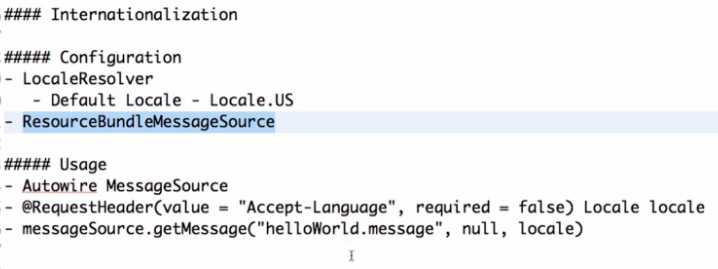 #### Internationalization
##### Configuration
- LocaleResolver
- Default Locale - Locale.US
- ResourceBundleMessageSource
##### Usage
- Autowire MessageSource
- @RequestHeader(value = "Accept-Language", required = false) Locale locale
- messageSource.getMessage("helloWorld.message", null, locale)